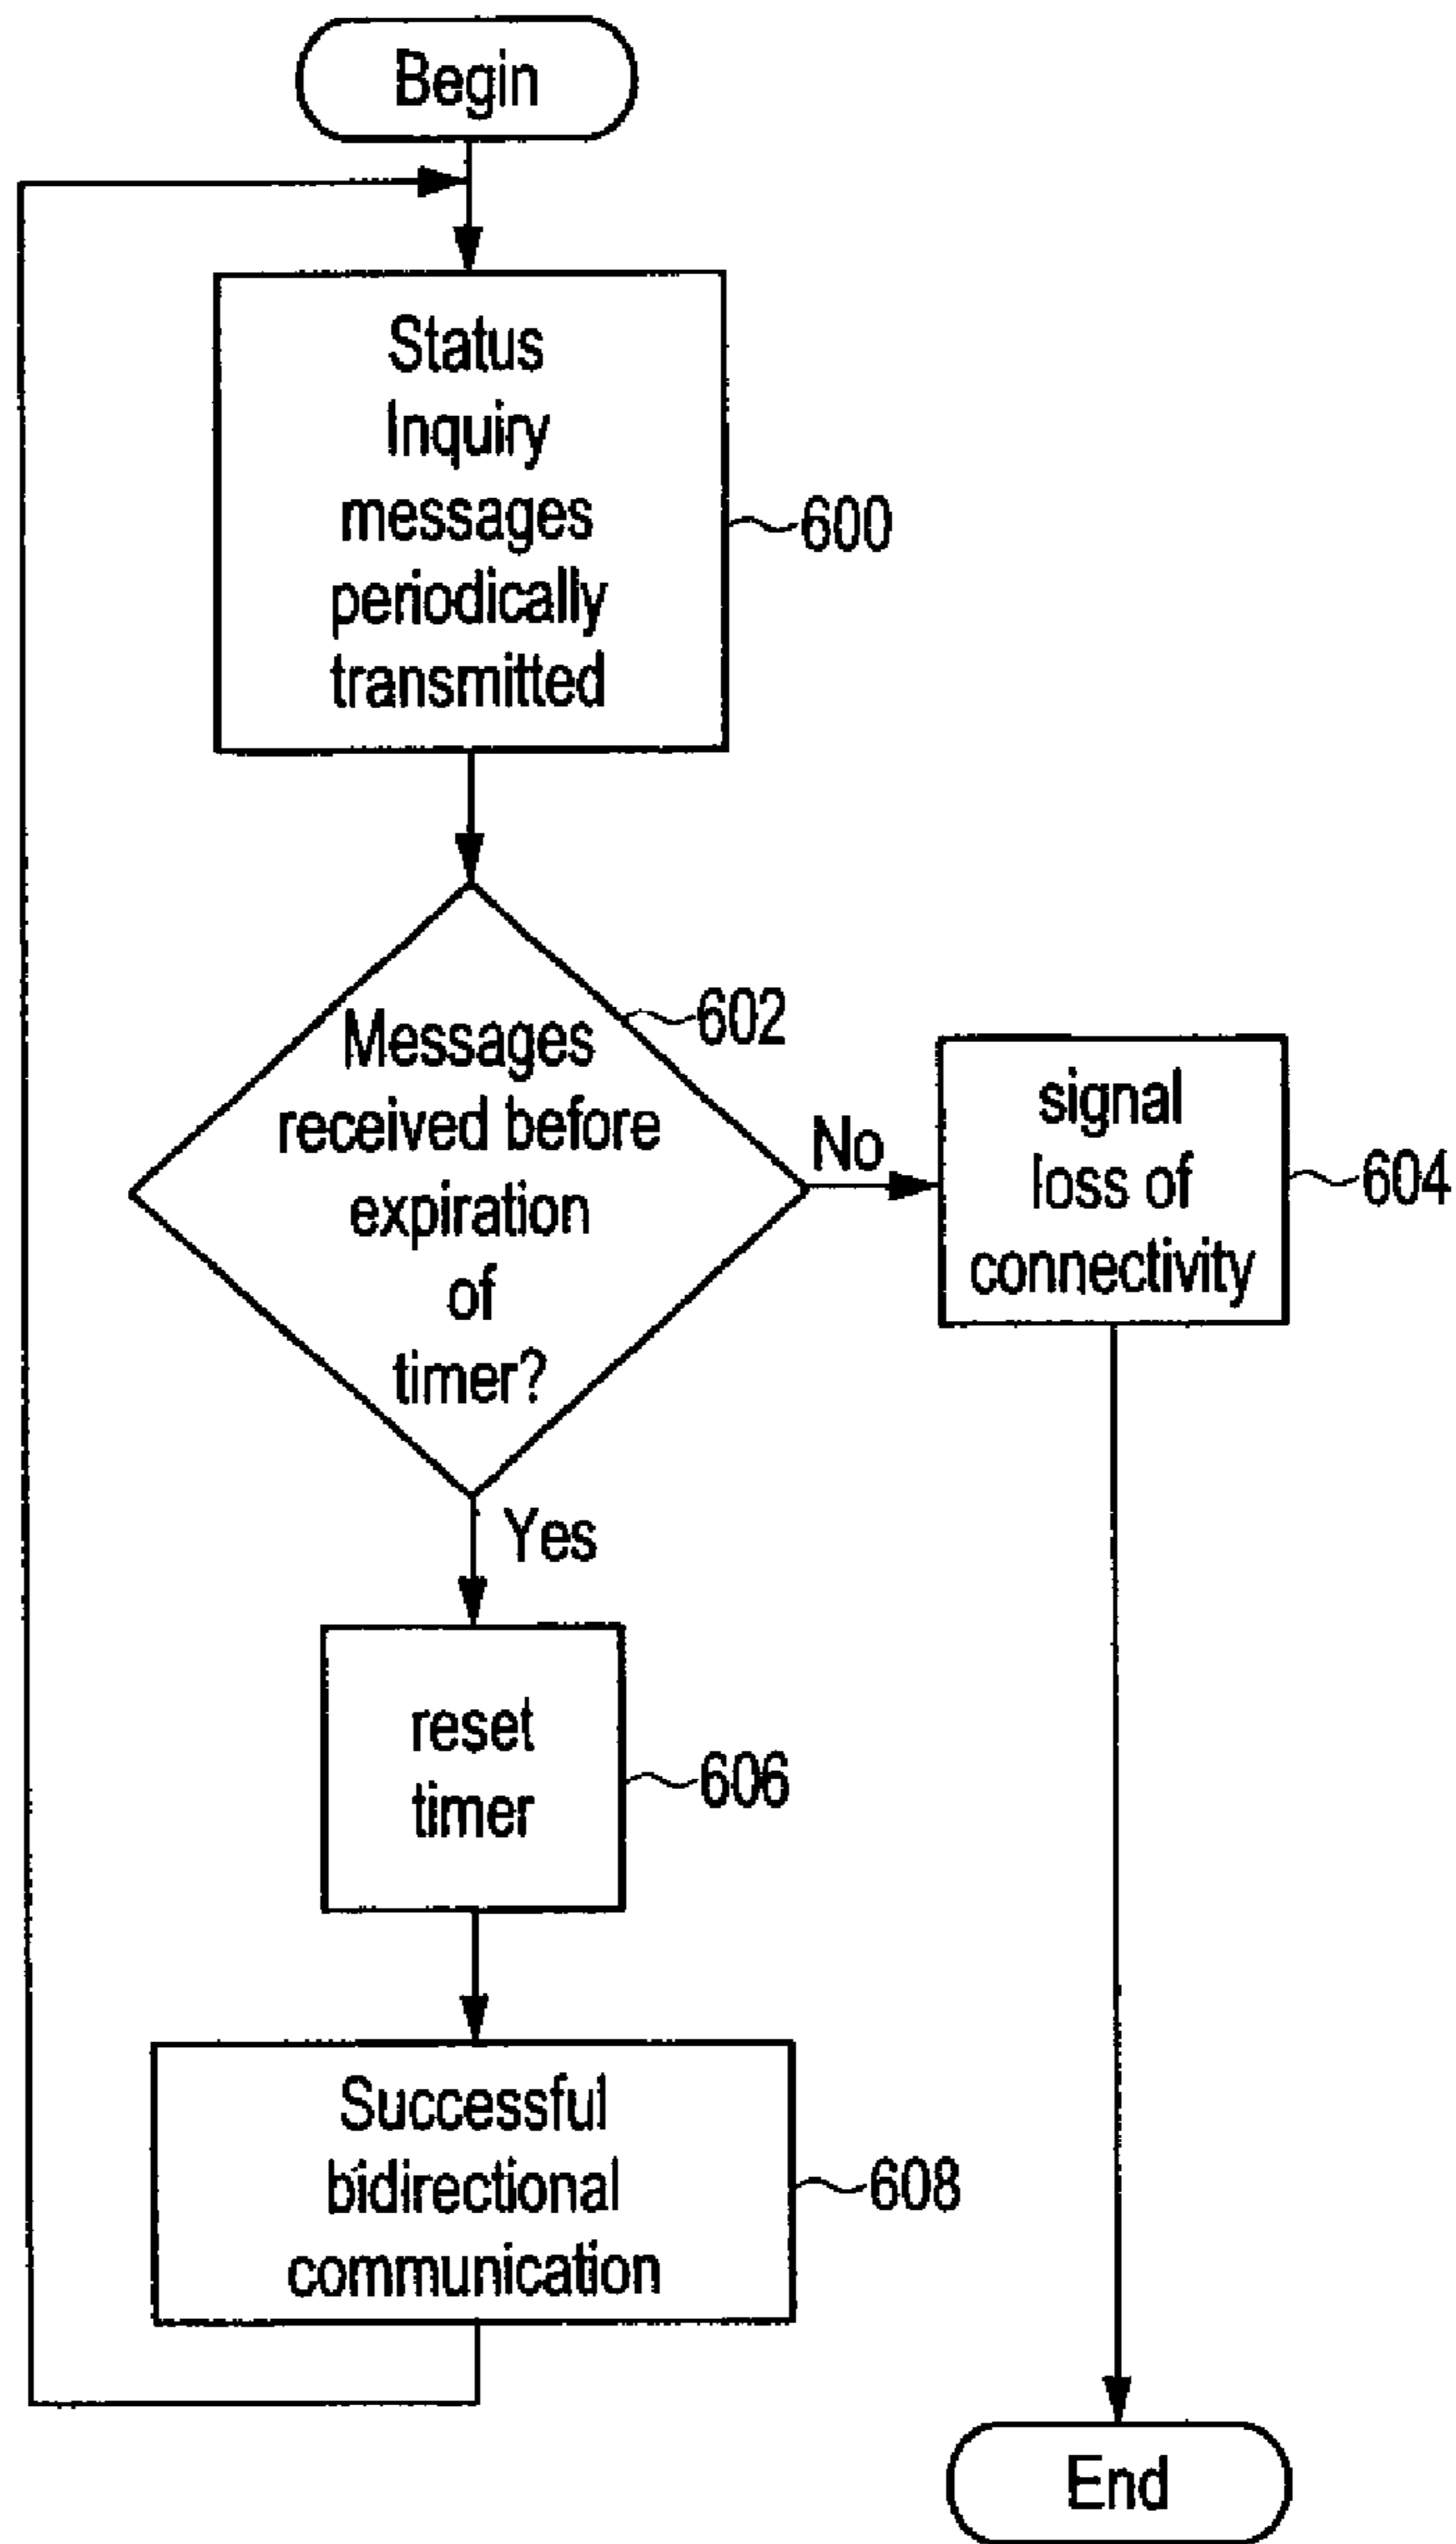 Begin
Status
Inquiry
messages
periodically
transmitted
600
Messages
received before
expiration
of
timer?
602
No
signal
loss of
connectivity
604
Yes
reset
timer
606
Successful
bidirectional
communication
608
End